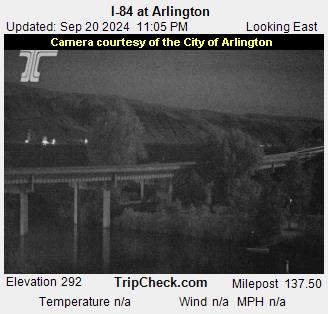 I-84 at Arlington
Updated: Sep 20 2024 11:05 PM Looking East
Camera courtesy of the City of Arlington
Elevation 292 TripCheck.com Milepost 137.50
Temperature n/a Wind n/a MPH n/a